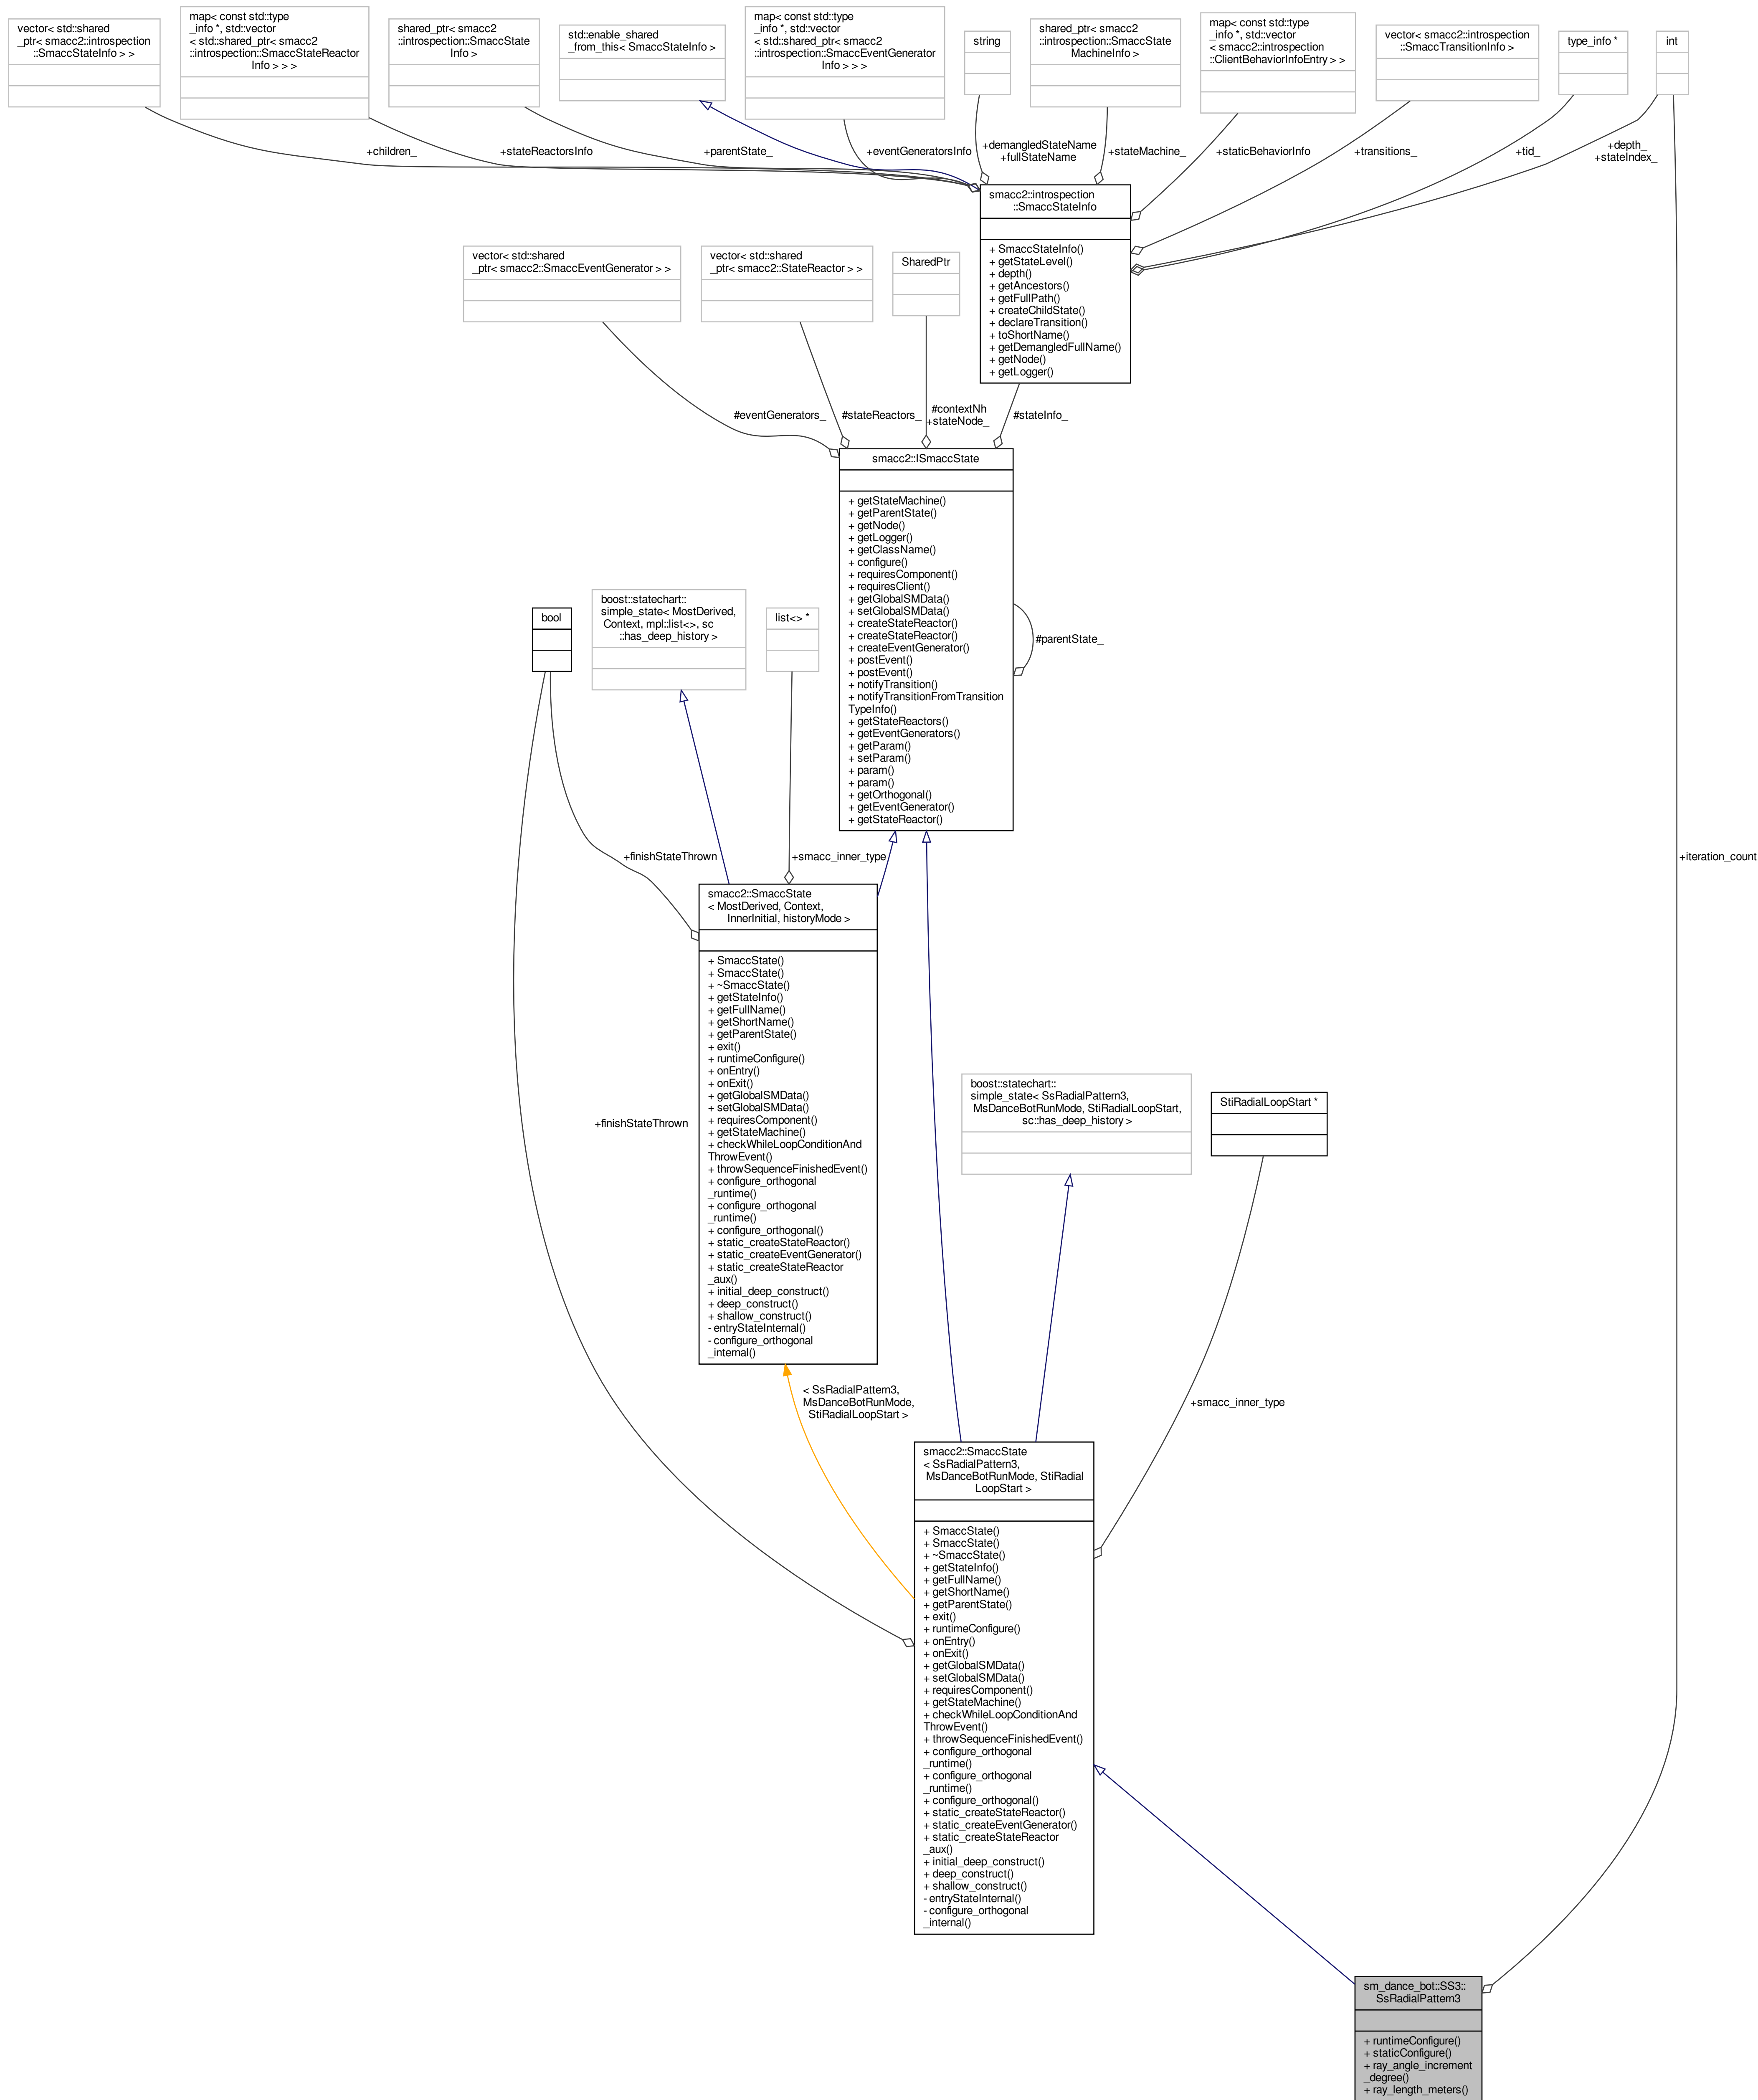 vector< std::shared
_ptr< smacc2::introspection
::SmaccStateInfo > >
map< const std::type
_info *, std::vector
< std::shared_ptr< smacc2
::introspection::SmaccStateReactor
Info > > >
shared_ptr< smacc2
::introspection::SmaccState
Info >
std::enable_shared
_from_this< SmaccStateInfo >
map< const std::type
_info *, std::vector
< std::shared_ptr< smacc2
::introspection::SmaccEventGenerator
Info > > >
string
shared_ptr< smacc2
::introspection::SmaccState
MachineInfo >
map< const std::type
_info *, std::vector
< smacc2::introspection
::ClientBehaviorInfoEntry > >
vector< smacc2::introspection
::SmaccTransitionInfo >
type_info *
int
+children_
+stateReactorsInfo
+parentState_
+eventGeneratorsInfo
+demangledStateName
+fullStateName
+stateMachine_
+staticBehaviorInfo
+transitions_
+tid_
+depth_
+stateIndex_
smacc2::introspection
::SmaccStateInfo
+ SmaccStateInfo()
+ getStateLevel()
+ depth()
+ getAncestors()
+ getFullPath()
+ createChildState()
+ declareTransition()
+ toShortName()
+ getDemangledFullName()
+ getNode()
+ getLogger()
vector< std::shared
_ptr< smacc2::SmaccEventGenerator > >
vector< std::shared
_ptr< smacc2::StateReactor > >
SharedPtr
#eventGenerators_
#stateReactors_
#contextNh
+stateNode_
#stateInfo_
smacc2::ISmaccState
+ getStateMachine()
+ getParentState()
+ getNode()
+ getLogger()
+ getClassName()
+ configure()
+ requiresComponent()
+ requiresClient()
+ getGlobalSMData()
+ setGlobalSMData()
+ createStateReactor()
+ createStateReactor()
+ createEventGenerator()
+ postEvent()
+ postEvent()
+ notifyTransition()
+ notifyTransitionFromTransition
TypeInfo()
+ getStateReactors()
+ getEventGenerators()
+ getParam()
+ setParam()
+ param()
+ param()
+ getOrthogonal()
+ getEventGenerator()
+ getStateReactor()
#parentState_
bool
boost::statechart::
simple_state< MostDerived,
Context, mpl::list<>, sc
::has_deep_history >
list<> *
+finishStateThrown
+smacc_inner_type
+iteration_count
smacc2::SmaccState
< MostDerived, Context,
InnerInitial, historyMode >
+ SmaccState()
+ SmaccState()
+ ~SmaccState()
+ getStateInfo()
+ getFullName()
+ getShortName()
+ getParentState()
+ exit()
+ runtimeConfigure()
+ onEntry()
+ onExit()
+ getGlobalSMData()
+ setGlobalSMData()
+ requiresComponent()
+ getStateMachine()
+ checkWhileLoopConditionAnd
ThrowEvent()
+ throwSequenceFinishedEvent()
+ configure_orthogonal
_runtime()
+ configure_orthogonal
_runtime()
+ configure_orthogonal()
+ static_createStateReactor()
+ static_createEventGenerator()
+ static_createStateReactor
_aux()
+ initial_deep_construct()
+ deep_construct()
+ shallow_construct()
- entryStateInternal()
- configure_orthogonal
_internal()
+finishStateThrown
boost::statechart::
simple_state< SsRadialPattern3,
MsDanceBotRunMode, StiRadialLoopStart,
sc::has_deep_history >
StiRadialLoopStart *
< SsRadialPattern3,
MsDanceBotRunMode,
StiRadialLoopStart >
+smacc_inner_type
smacc2::SmaccState
< SsRadialPattern3,
MsDanceBotRunMode, StiRadial
LoopStart >
+ SmaccState()
+ SmaccState()
+ ~SmaccState()
+ getStateInfo()
+ getFullName()
+ getShortName()
+ getParentState()
+ exit()
+ runtimeConfigure()
+ onEntry()
+ onExit()
+ getGlobalSMData()
+ setGlobalSMData()
+ requiresComponent()
+ getStateMachine()
+ checkWhileLoopConditionAnd
ThrowEvent()
+ throwSequenceFinishedEvent()
+ configure_orthogonal
_runtime()
+ configure_orthogonal
_runtime()
+ configure_orthogonal()
+ static_createStateReactor()
+ static_createEventGenerator()
+ static_createStateReactor
_aux()
+ initial_deep_construct()
+ deep_construct()
+ shallow_construct()
- entryStateInternal()
- configure_orthogonal
_internal()
sm_dance_bot::SS3::
SsRadialPattern3
+ runtimeConfigure()
+ staticConfigure()
+ ray_angle_increment
_degree()
+ ray_length_meters()